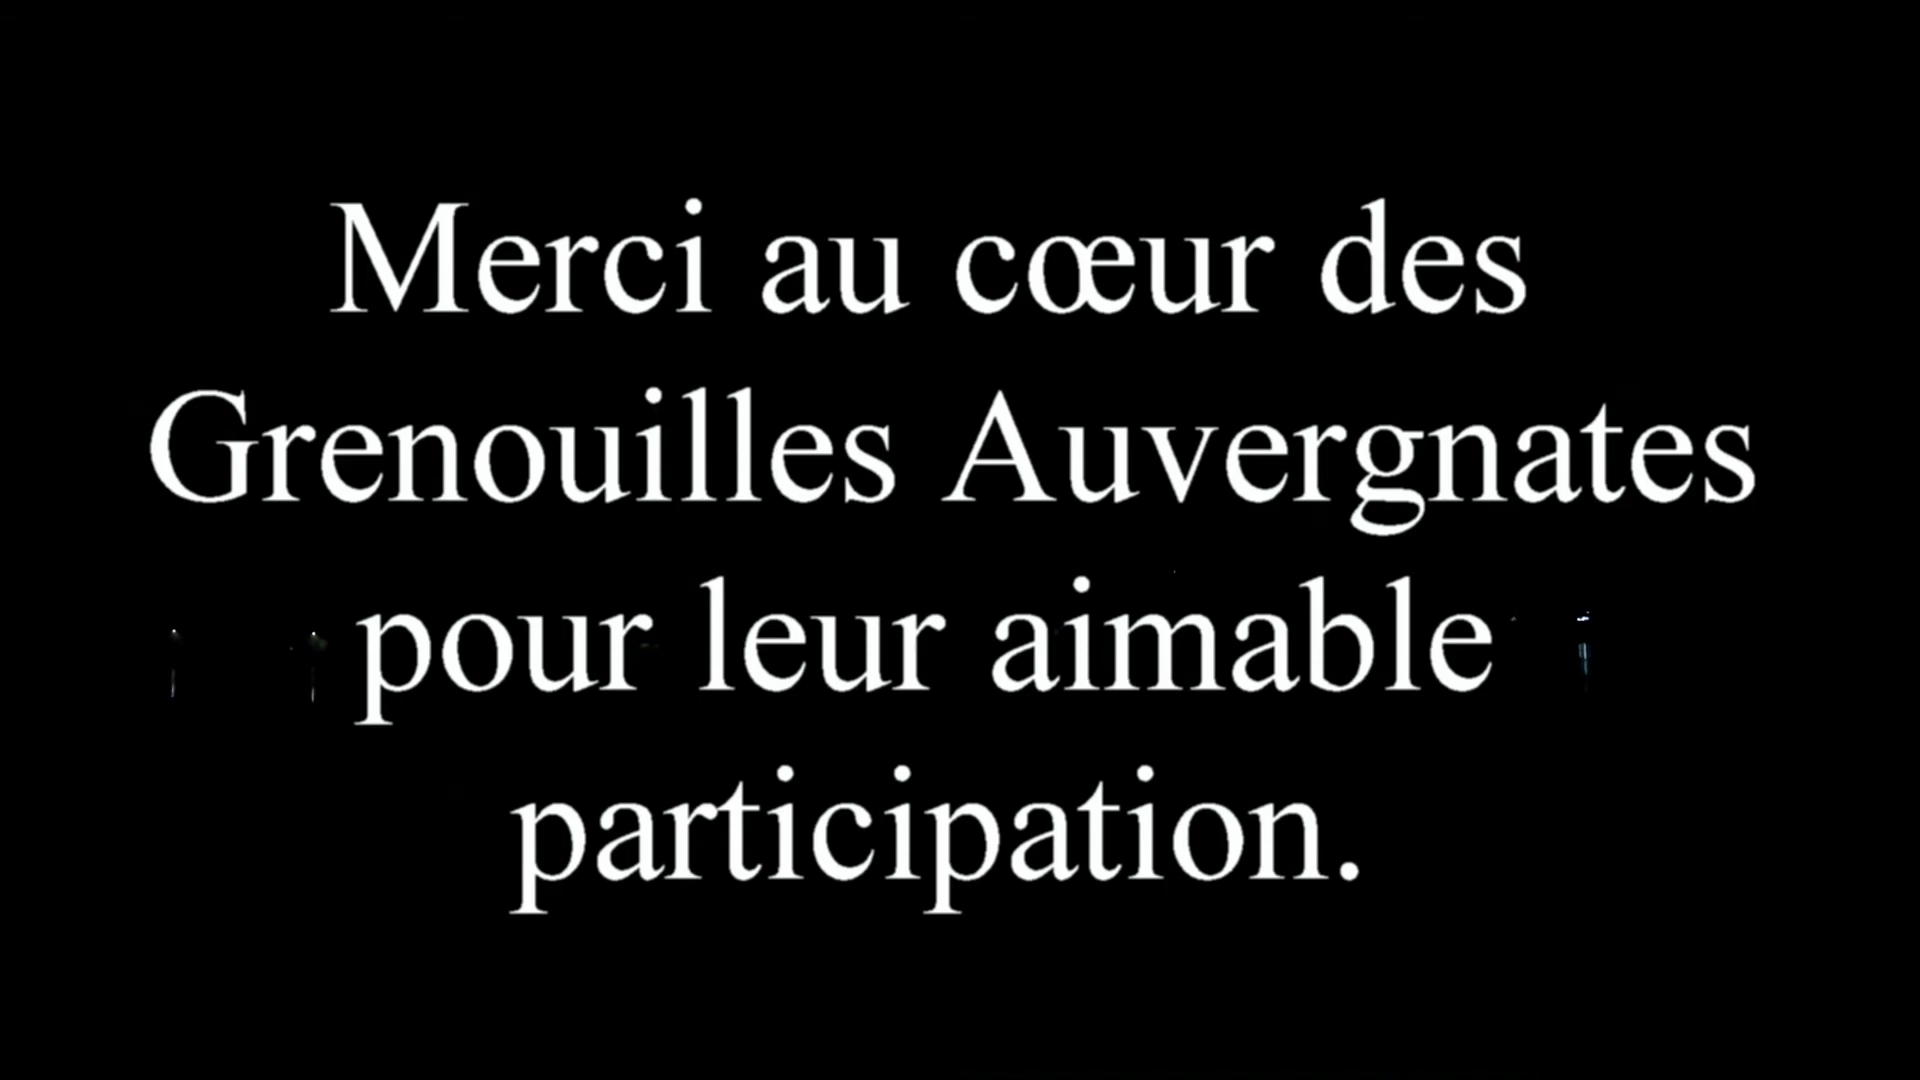 Merci au cœur des
Grenouilles Auvergnates
pour leur aimable
participation.